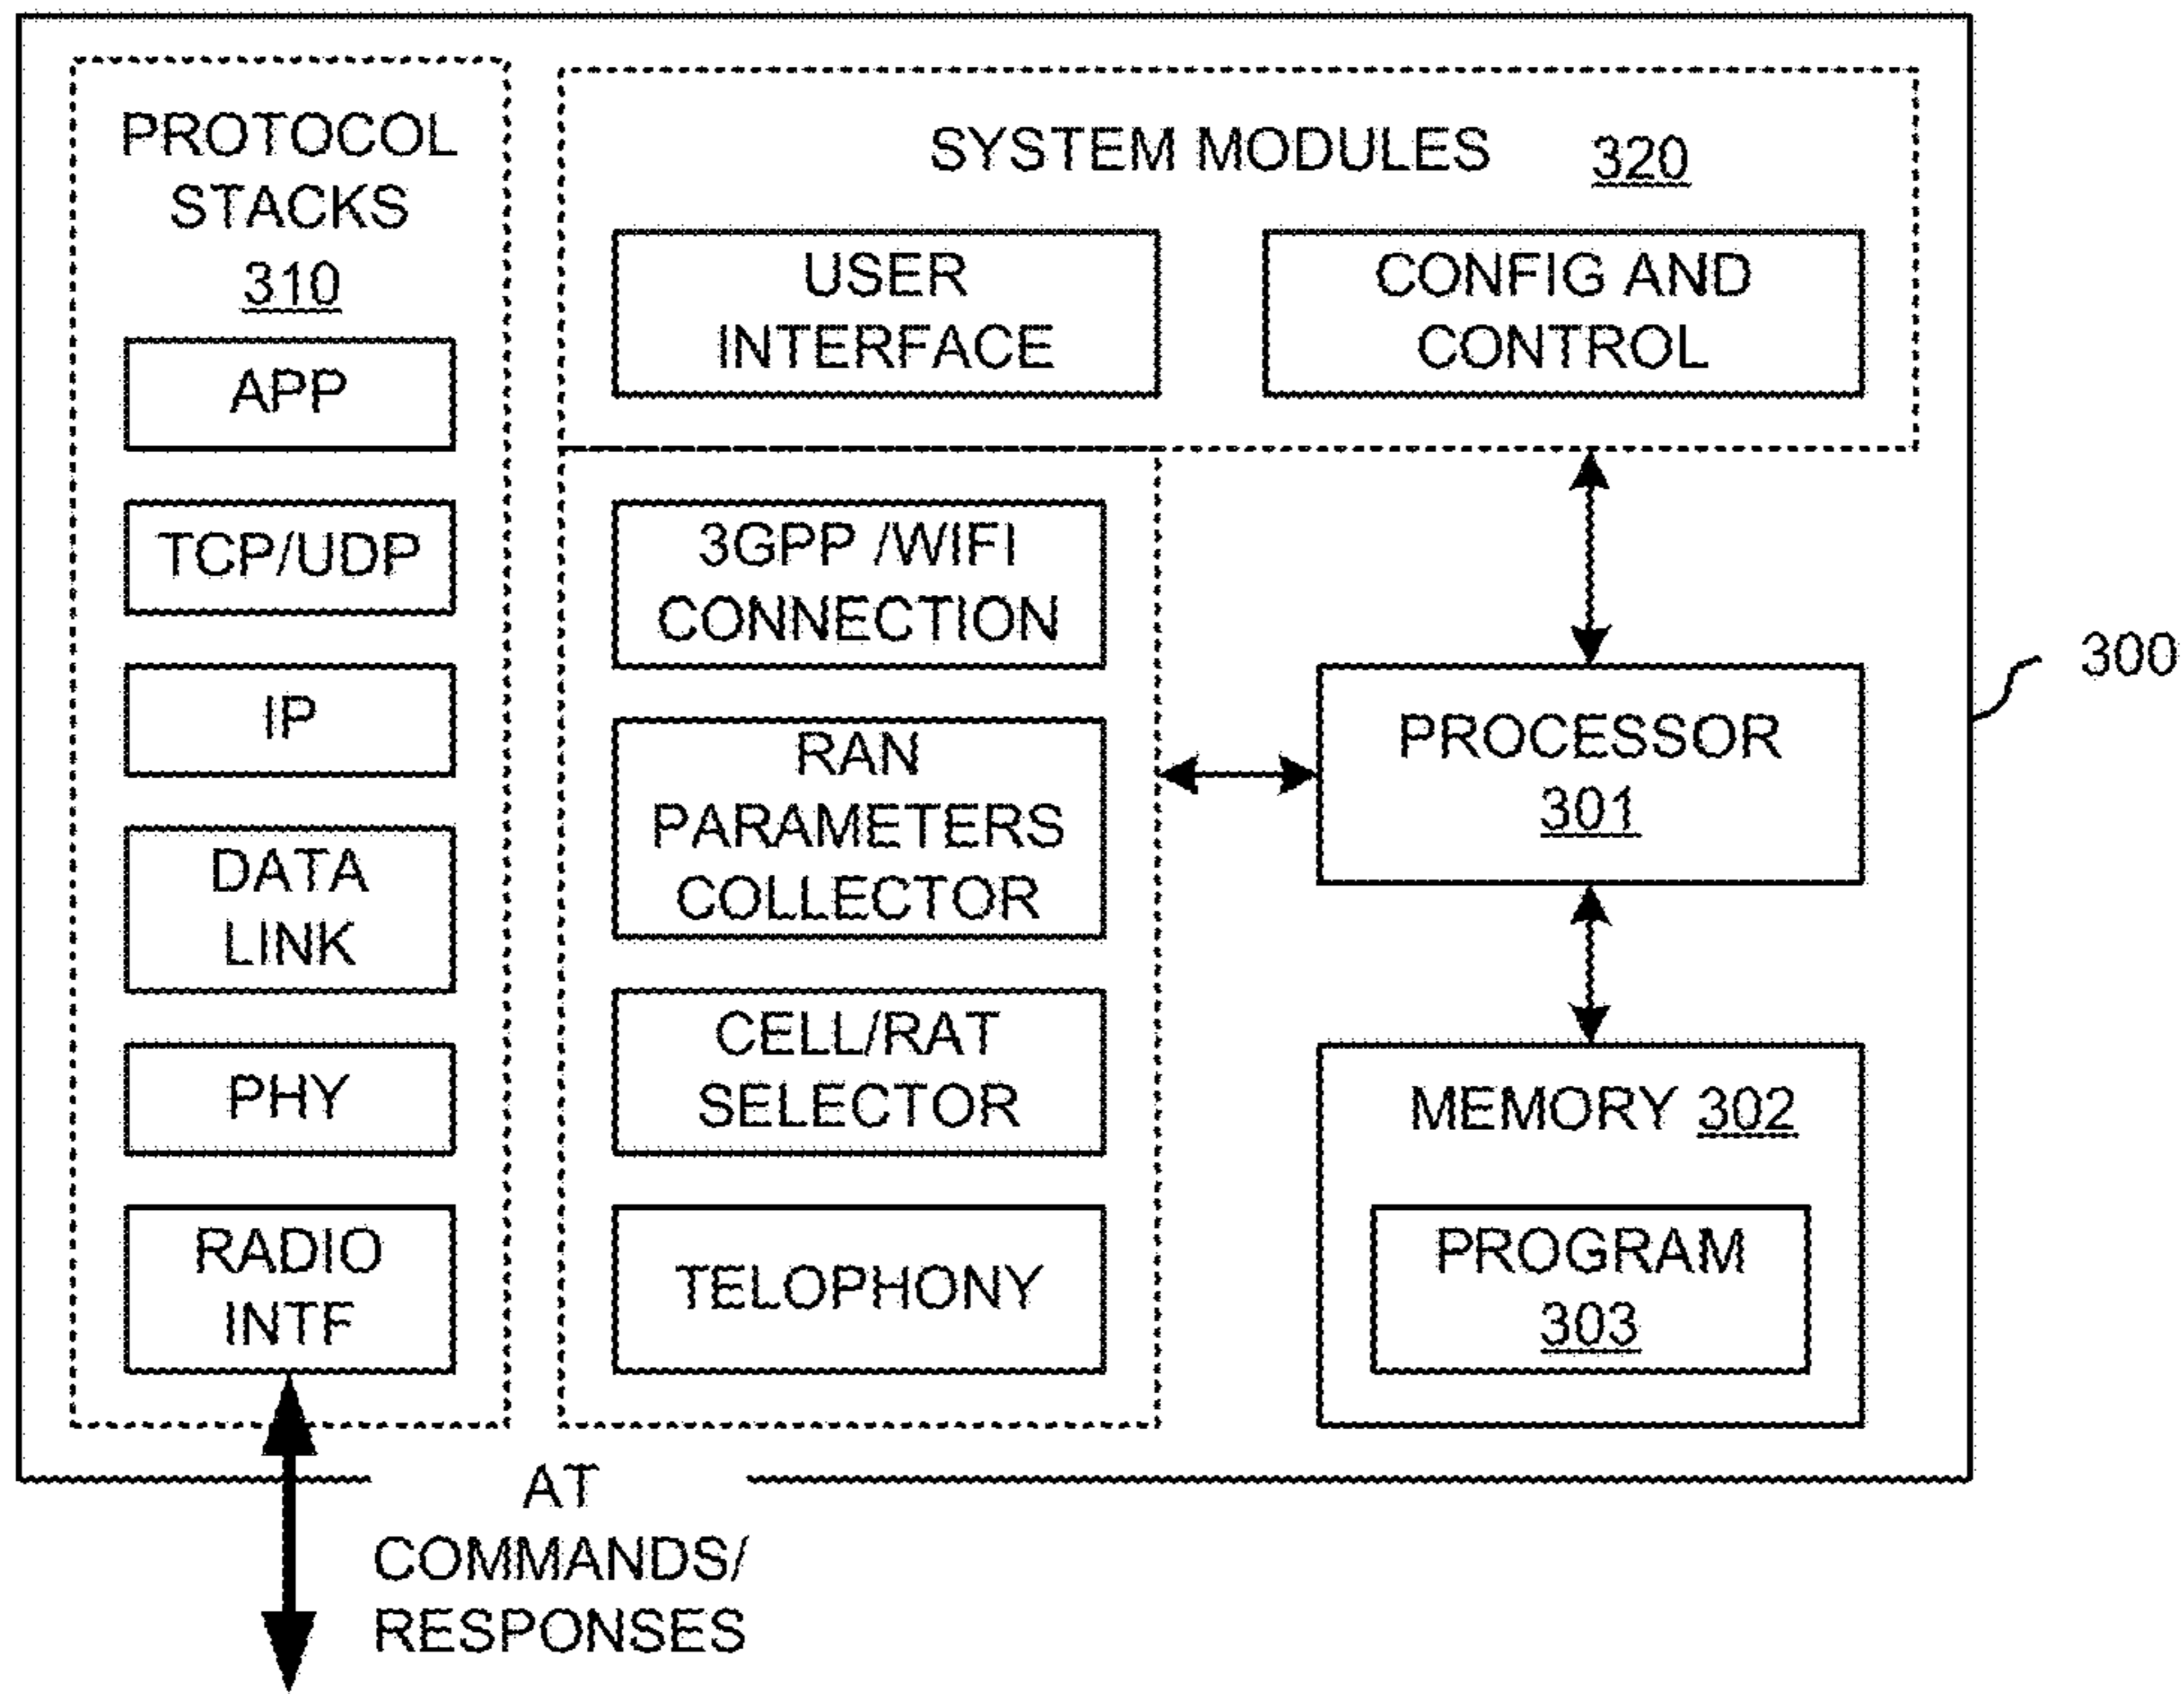 PROTOCOL
STACKS
310
APP
TCP/UDP
IP
DATA
LINK
PHY
RADIO
INTF
SYSTEM MODULES 320
USER
INTERFACE
CONFIG AND
CONTROL
3GPP /WIFI
CONNECTION
RAN
PARAMETERS
COLLECTOR
CELL/RAT
SELECTOR
TELOPHONY
PROCESSOR
301
MEMORY 302
PROGRAM
303
300
AT
COMMANDS/
RESPONSES